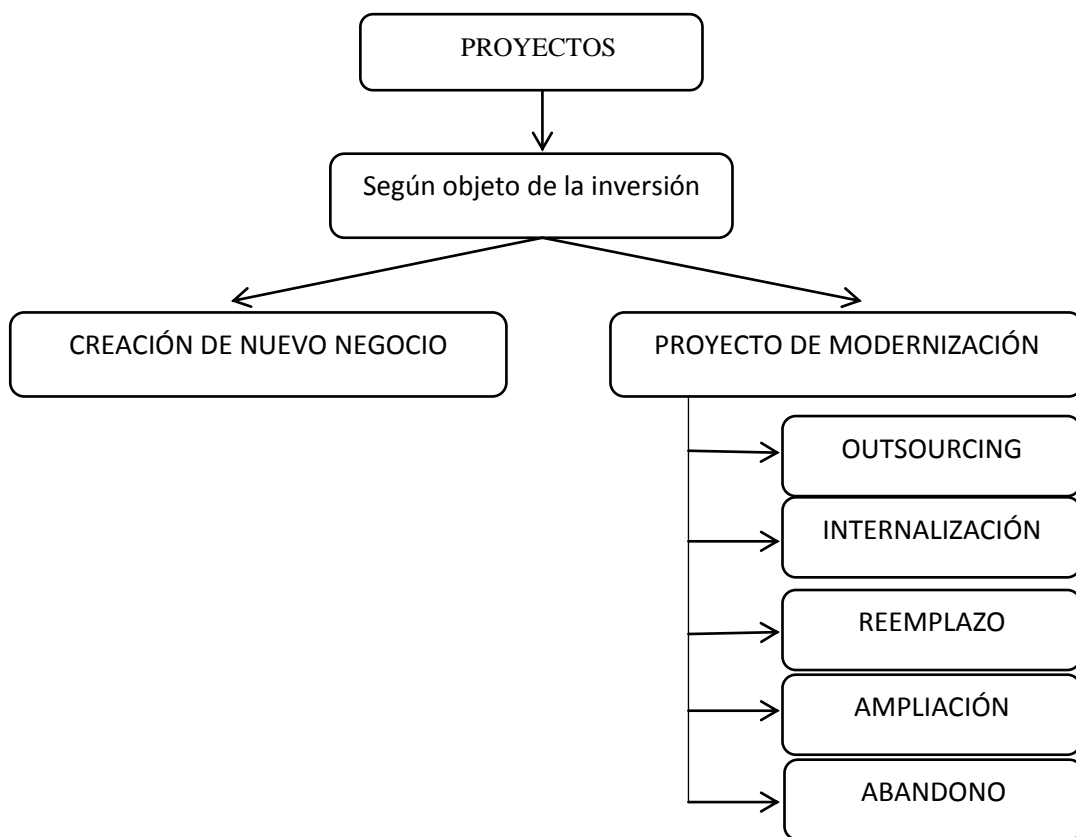 PROYECTOS
Según objeto de la inversión
CREACIÓN DE NUEVO NEGOCIO
PROYECTO DE MODERNIZACIÓN
OUTSOURCING
INTERNALIZACIÓN
REEMPLAZO
AMPLIACIÓN
ABANDONO